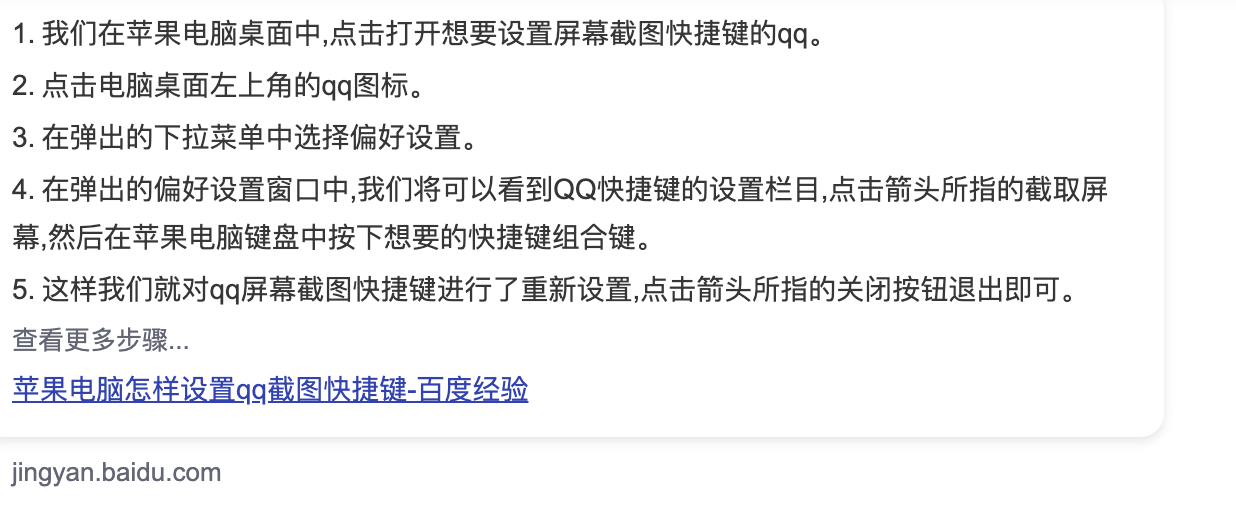 1. 我们在苹果电脑桌面中,点击打开想要设置屏幕截图快捷键的qq。
2. 点击电脑桌面左上角的qq图标。
3. 在弹出的下拉菜单中选择偏好设置。
4. 在弹出的偏好设置窗口中,我们将可以看到QQ快捷键的设置栏目,点击箭头所指的截取屏
幕,然后在苹果电脑键盘中按下想要的快捷键组合键。
5. 这样我们就对qq屏幕截图快捷键进行了重新设置,点击箭头所指的关闭按钮退出即可。
查看更多步骤...
苹果电脑怎样设置qq截图快捷键-百度经验
jingyan.baidu.com